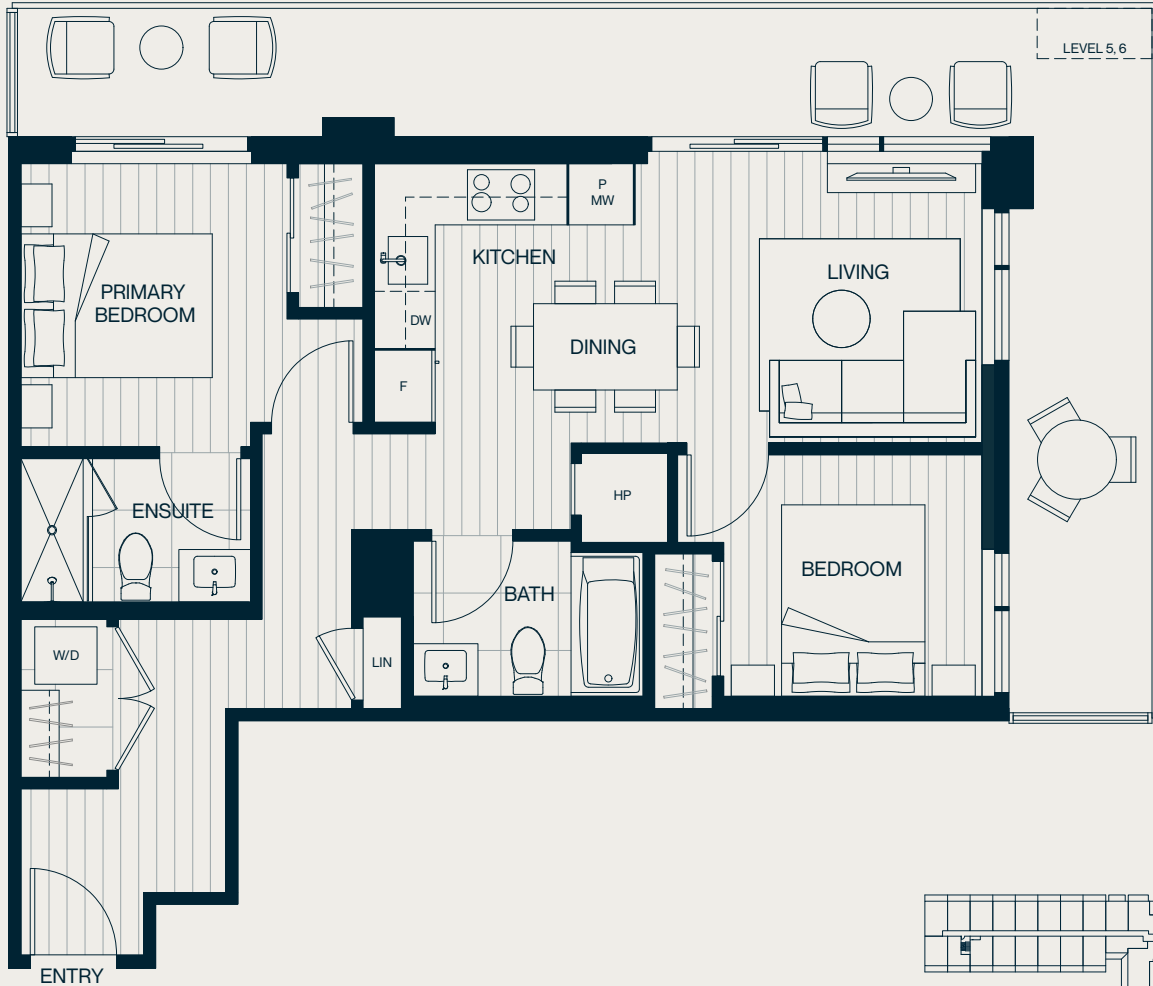 LEVEL 5, 6
P
MW
KITCHEN
LIVING
PRIMARY
BEDROOM
DW
DINING
F
HP
ENSUITE
BEDROOM
BATH
W/D
LIN
ENTRY